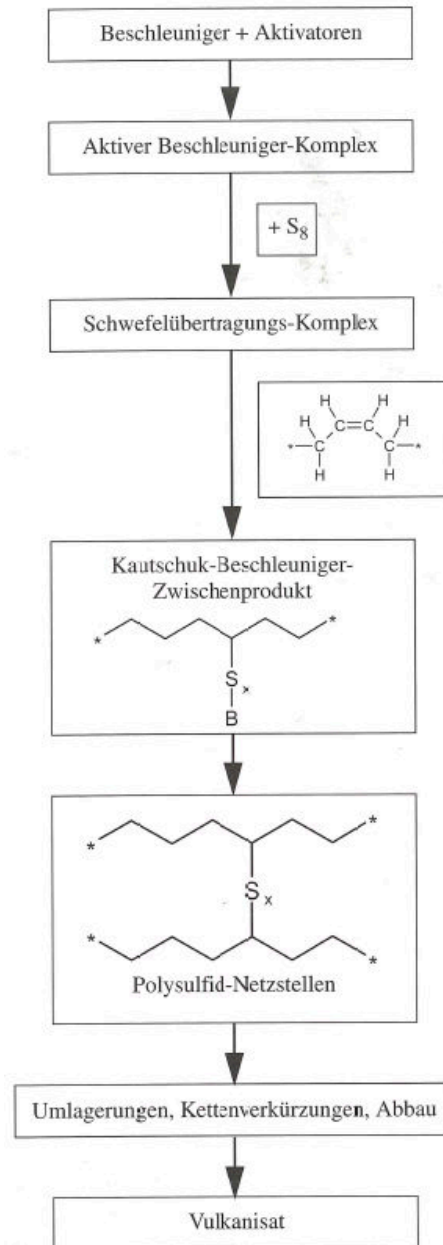 Beschleuniger + Aktivatoren
Aktiver Beschleuniger-Komplex
+ S8
Schwefelübertragungs-Komplex
H H
H C=C H
*-C C-*
H H
Kautschuk-Beschleuniger-
Zwischenprodukt
* *
S x
B
* *
S x
* *
Polysulfid-Netzstellen
Umlagerungen, Kettenverkürzungen, Abbau
Vulkanisat